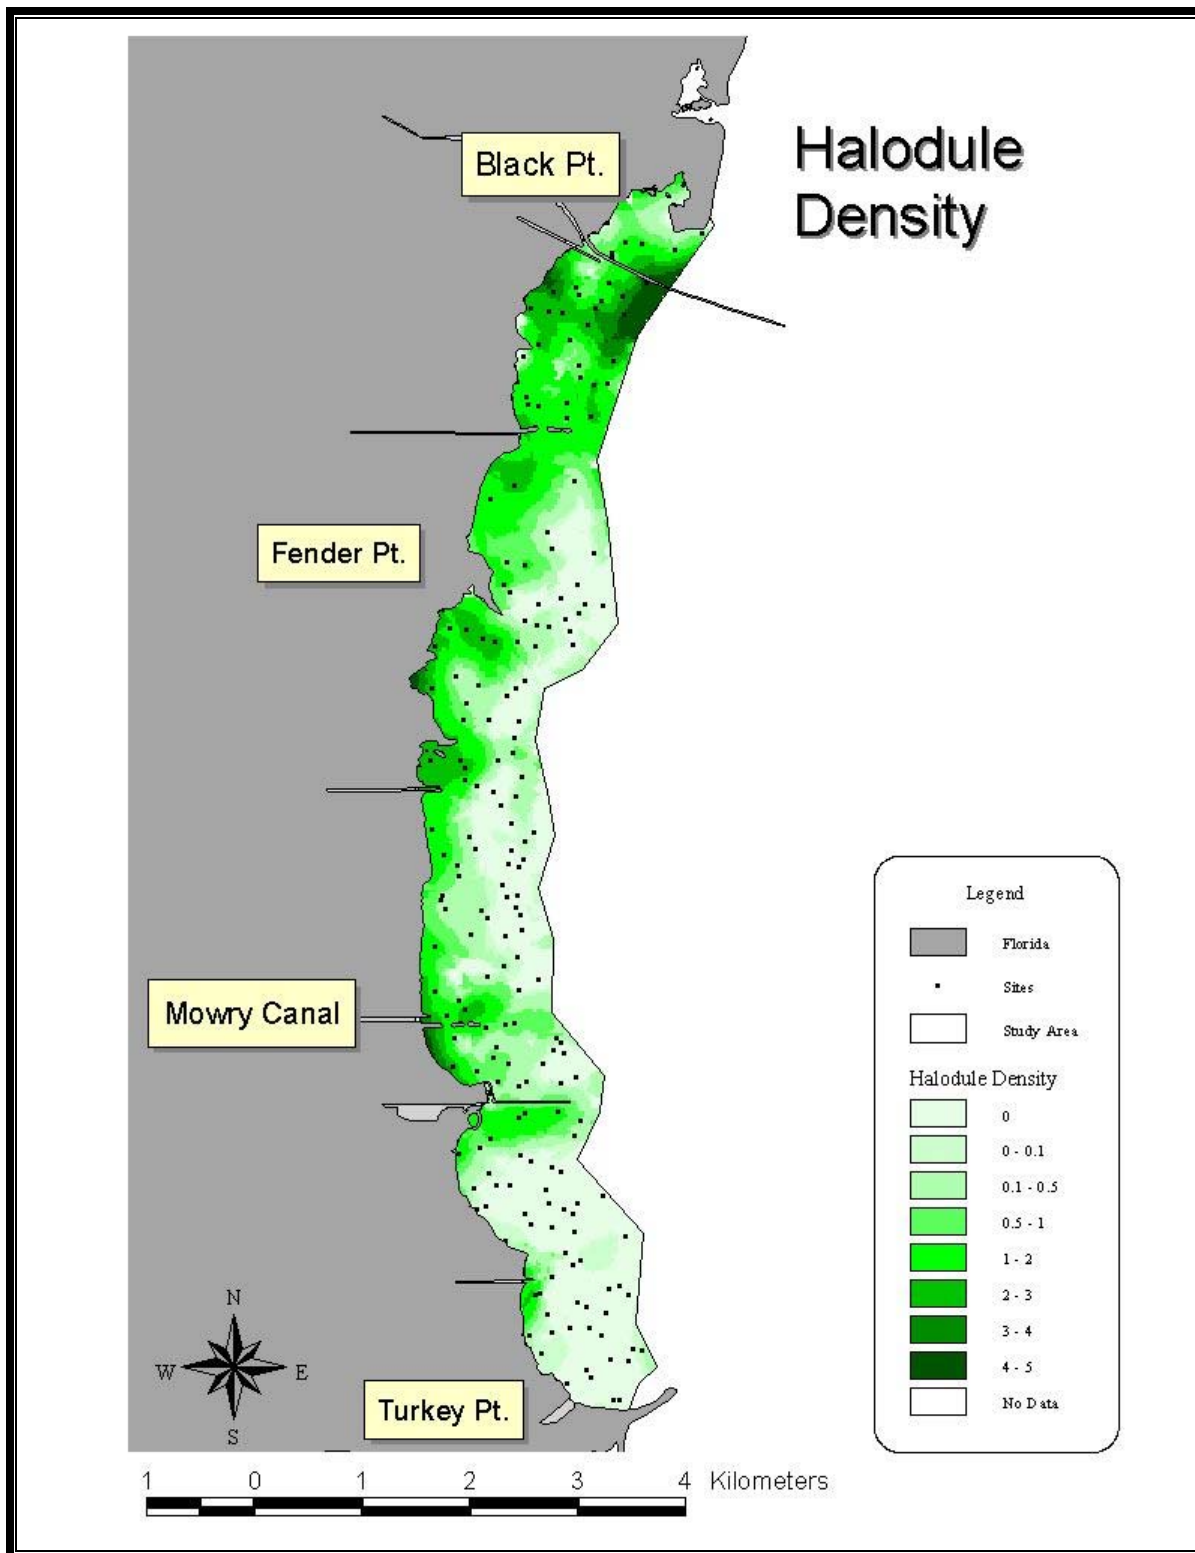 Halodule
Density
Black Pt.
Fender Pt.
Mowry Canal
Turkey Pt.
Legend
Florida
Sites
Study Area
Halodule Density
0
0 - 0.1
0.1 - 0.5
0.5 - 1
1 - 2
2 - 3
3 - 4
4 - 5
No Data
N
W E
S
1 0 1 2 3 4 Kilometers